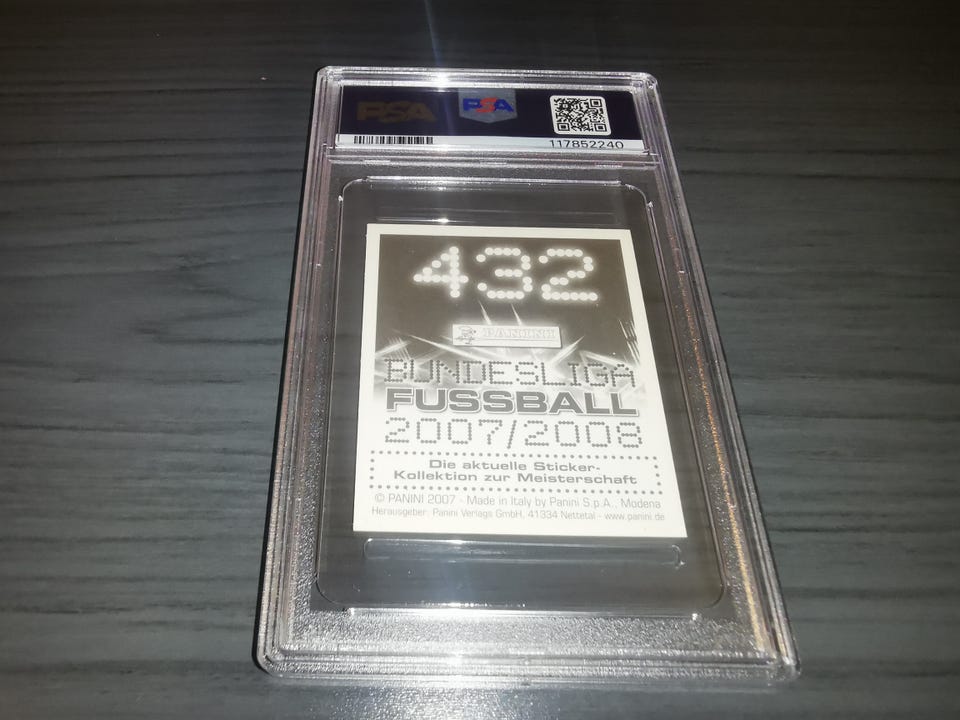 PSA
PSA
117852240
432
PANINI
BUNDESLIGA
FUSSBALL
2007/2008
Die aktuelle Sticker-
Kollektion zur Meisterschaft
© PANINI 2007 - Made in Italy by Panini S.p.A., Modena
Herausgeber: Panini Verlags GmbH, 41334 Nettetal - www.panini.de